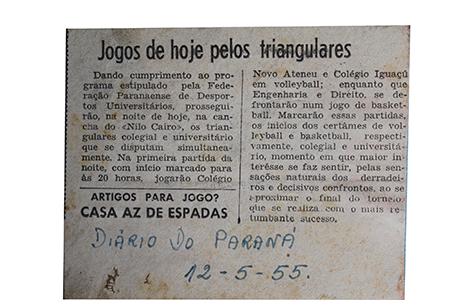 Jogos de hoje pelos triangulares
Dando cumprimento ao pro-
grama estipulado pela Fede-
ração Paranaense de Despor-
tos Universitários, prossegui-
rão, na noite de hoje, na can-
cha do «Nilo Cairo», os tri-
angulares colegial e universitário
que se disputam simultanea-
mente. Na primeira partida da
noite, com início marcado para
às 20 horas, jogarão Colégio
ARTIGOS PARA JOGO?
CASA AZ DE ESPADAS
Novo Ateneu e Colégio Iguaçú
em volleyball; enquanto que
Engenharia e Direito, se de-
frontarão num jogo de basket-
ball. Marcarão essas partidas,
os inícios dos certâmes de vol-
leyball e basketball, respecti-
vamente, colegial e universitá-
rio, momento em que maior in-
terêsse se faz sentir, pelas sen-
sações naturais dos derradei-
ros e decisivos confrontos, ao se
aproximar o final do torneio
que se realiza com o mais re-
tumbante sucesso.
DIÁRIO DO PARANÁ
12-5-55.